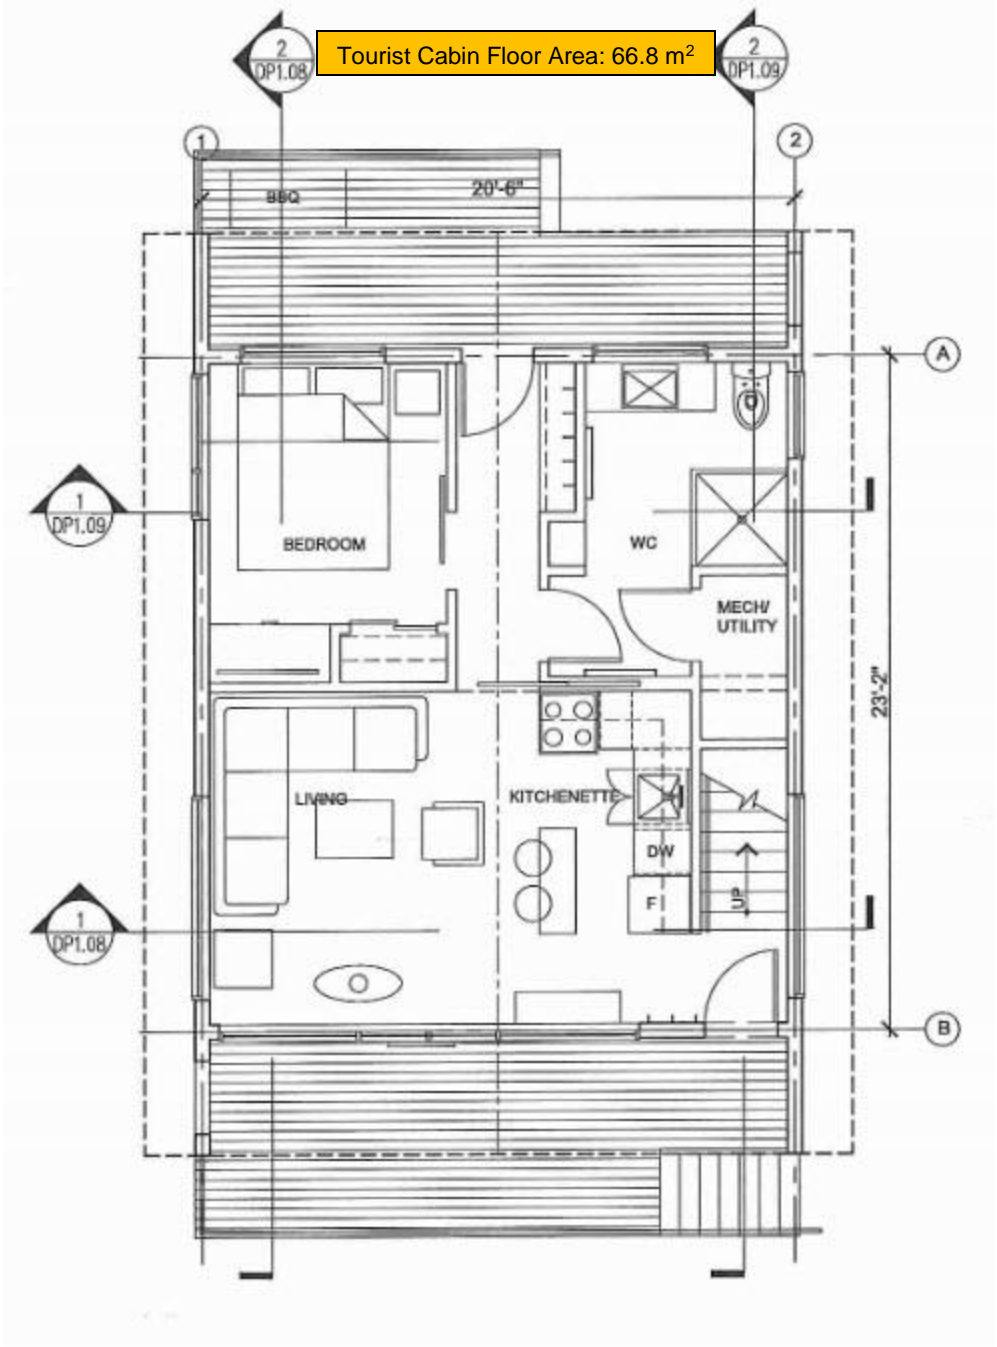 Tourist Cabin Floor Area: 66.8 m²
2
DP1.08
2
DP1.09
1
2
BBQ
20'-6"
A
1
DP1.09
BEDROOM
WC
MECH/
UTILITY
23'-2"
LIVING
KITCHENETTE
DW
UP
F
1
DP1.08
B